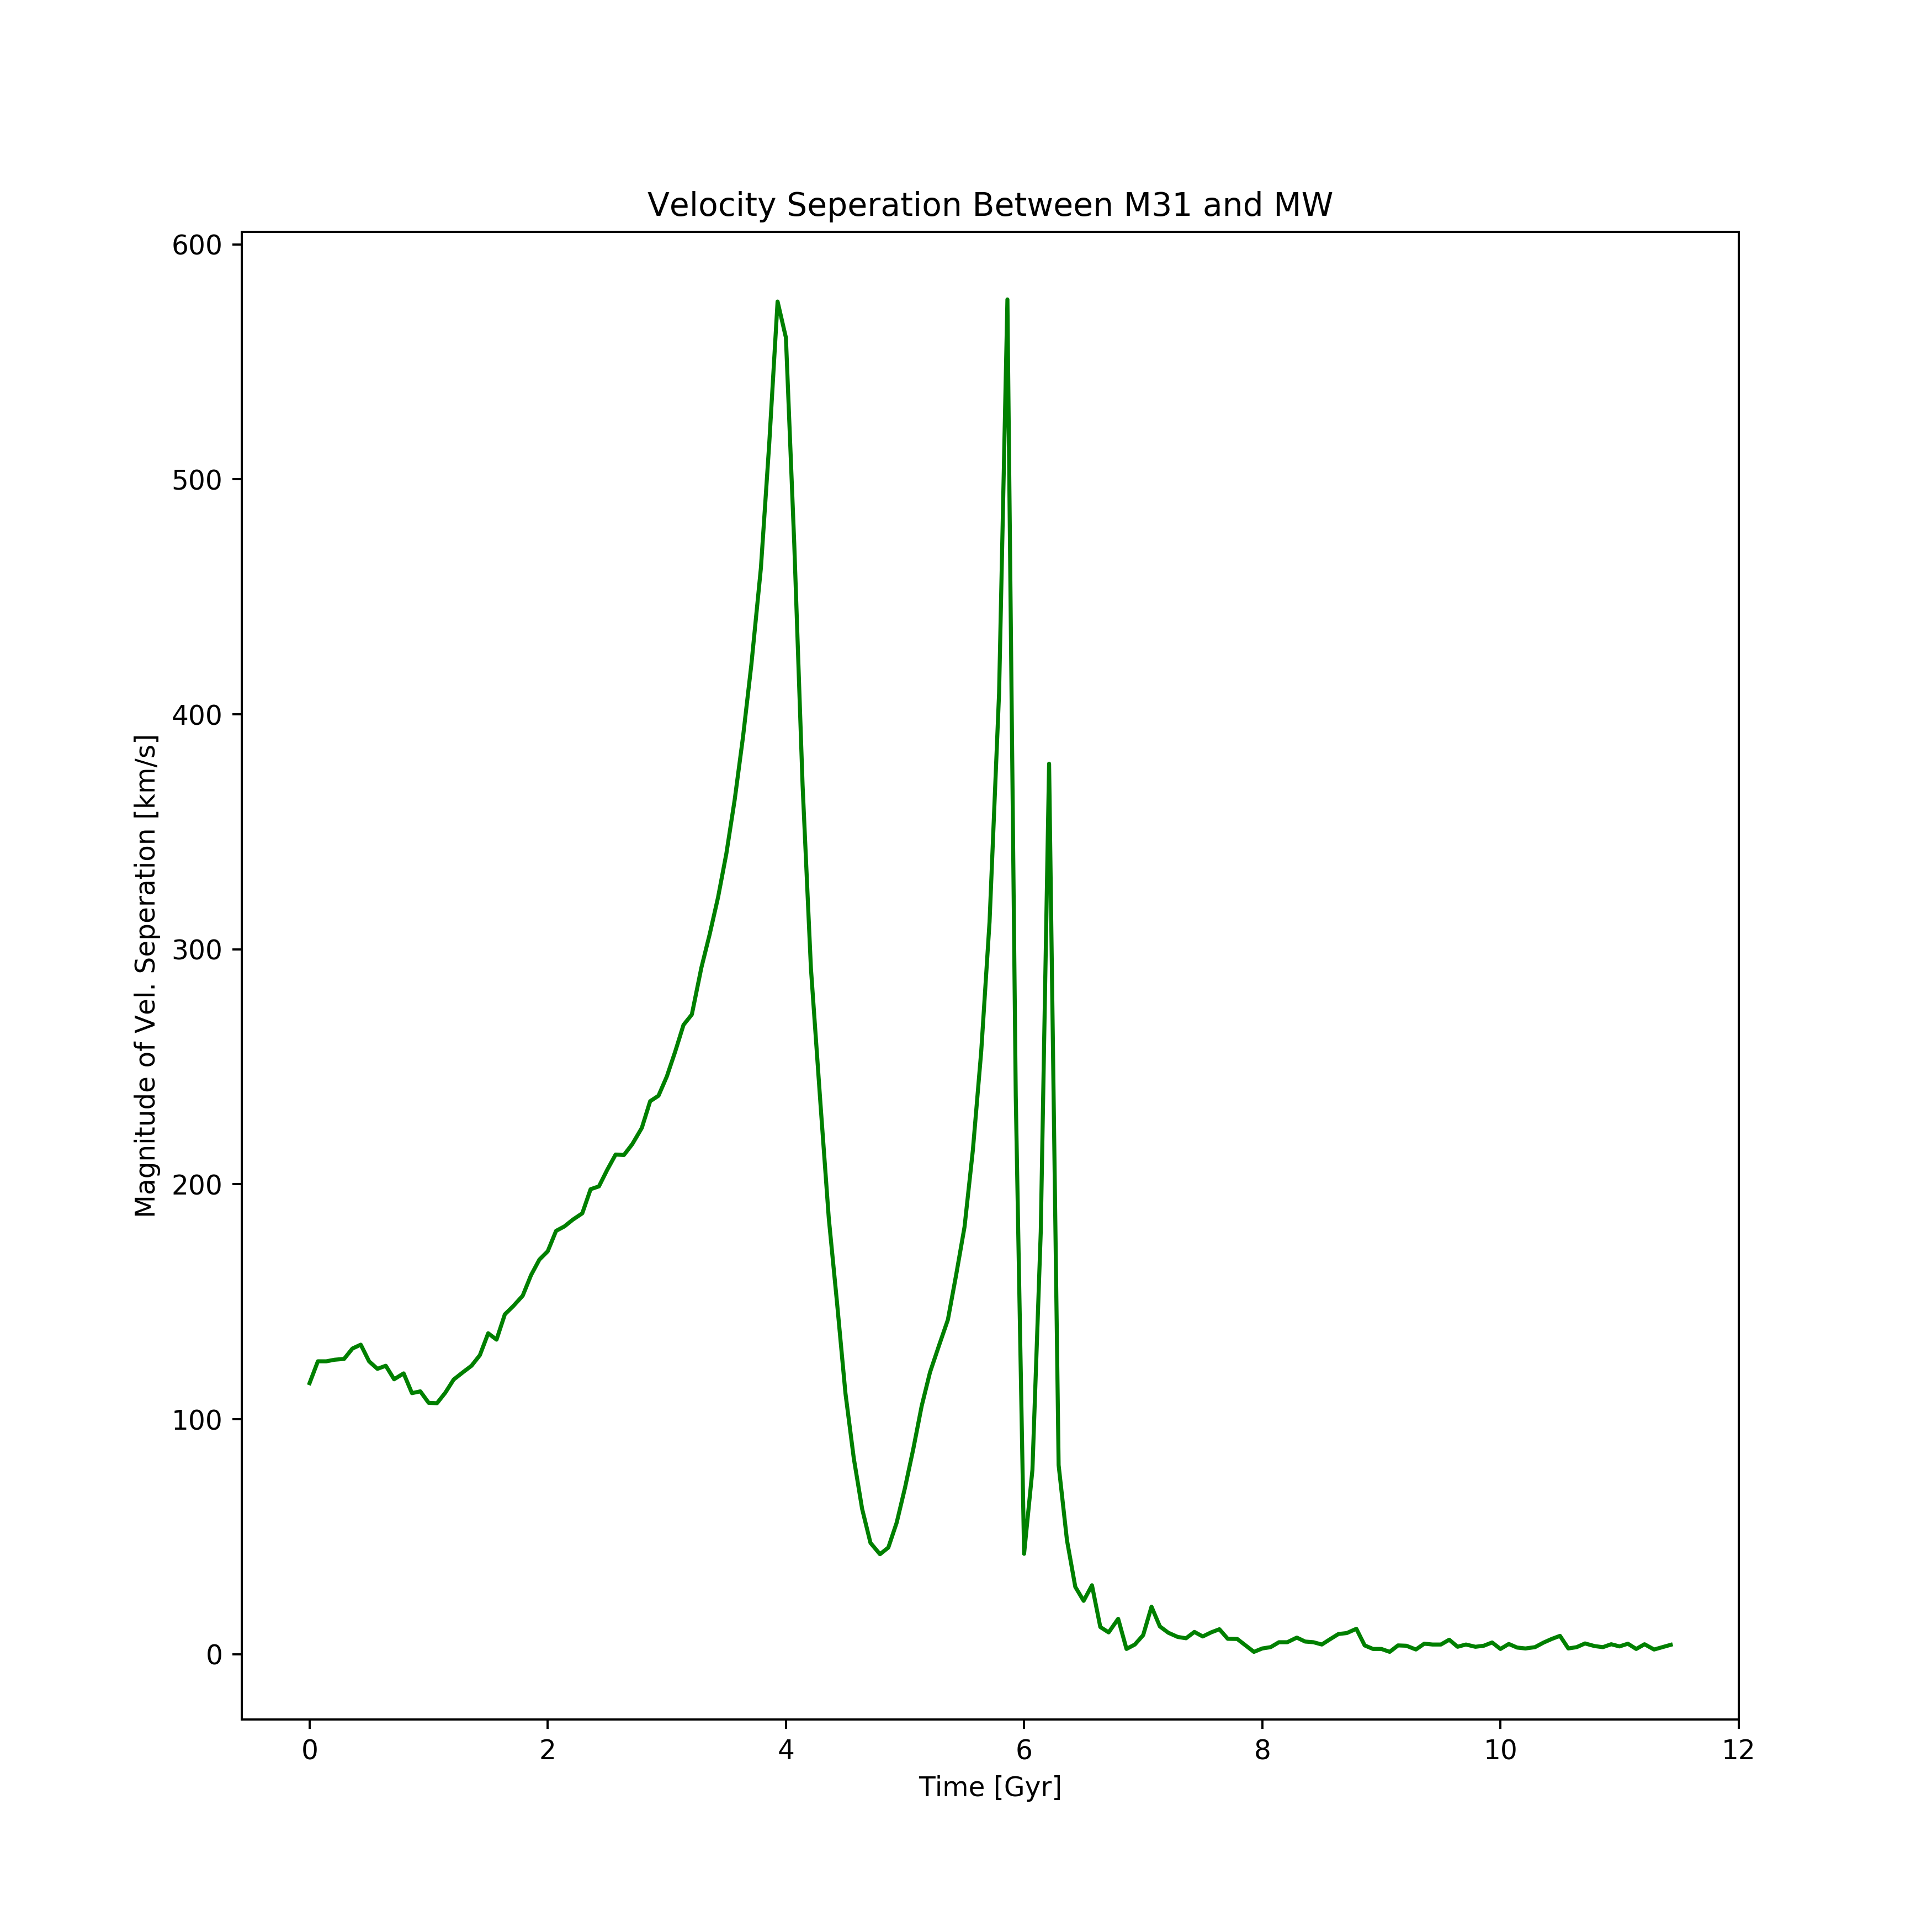 Velocity Seperation Between M31 and MW
Magnitude of Vel. Seperation [km/s]
600
500
400
300
200
100
0
0 2 4 6 8 10 12
Time [Gyr]